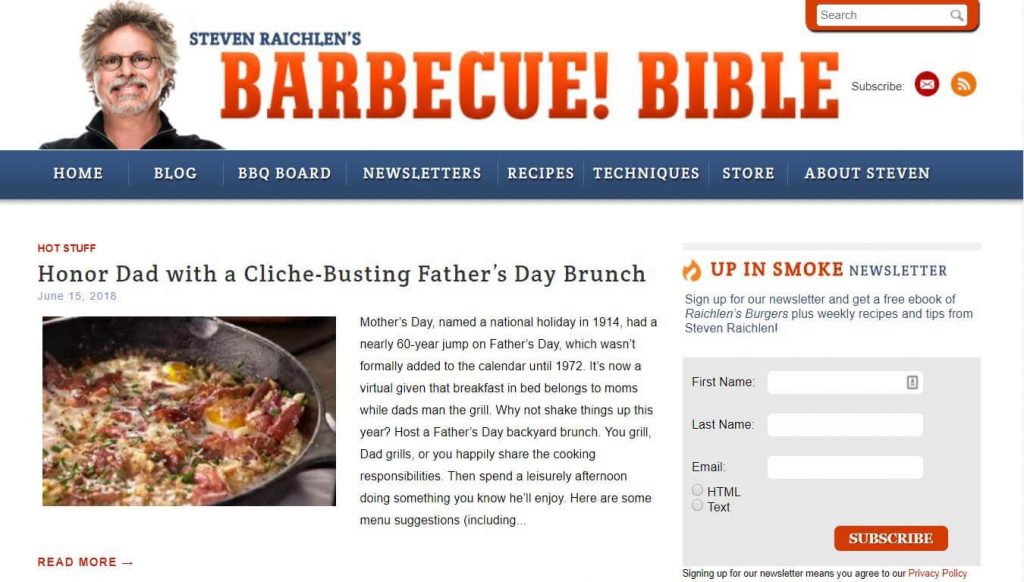 Search
STEVEN RAICHLEN'S
BARBECUE! BIBLE
Subscribe:
HOME
BLOG
BBQ BOARD
NEWSLETTERS
RECIPES
TECHNIQUES
STORE
ABOUT STEVEN
HOT STUFF
Honor Dad with a Cliche-Busting Father's Day Brunch
June 15, 2018
Mother's Day, named a national holiday in 1914, had a
nearly 60-year jump on Father's Day, which wasn't
formally added to the calendar until 1972. It's now a
virtual given that breakfast in bed belongs to moms
while dads man the grill. Why not shake things up this
year? Host a Father's Day backyard brunch. You grill,
Dad grills, or you happily share the cooking
responsibilities. Then spend a leisurely afternoon
doing something you know he'll enjoy. Here are some
menu suggestions (including...
READ MORE →
UP IN SMOKE NEWSLETTER
Sign up for our newsletter and get a free ebook of
Raichlen's Burgers plus weekly recipes and tips from
Steven Raichlen!
First Name:
Last Name:
Email:
HTML
Text
SUBSCRIBE
Signing up for our newsletter means you agree to our Privacy Policy